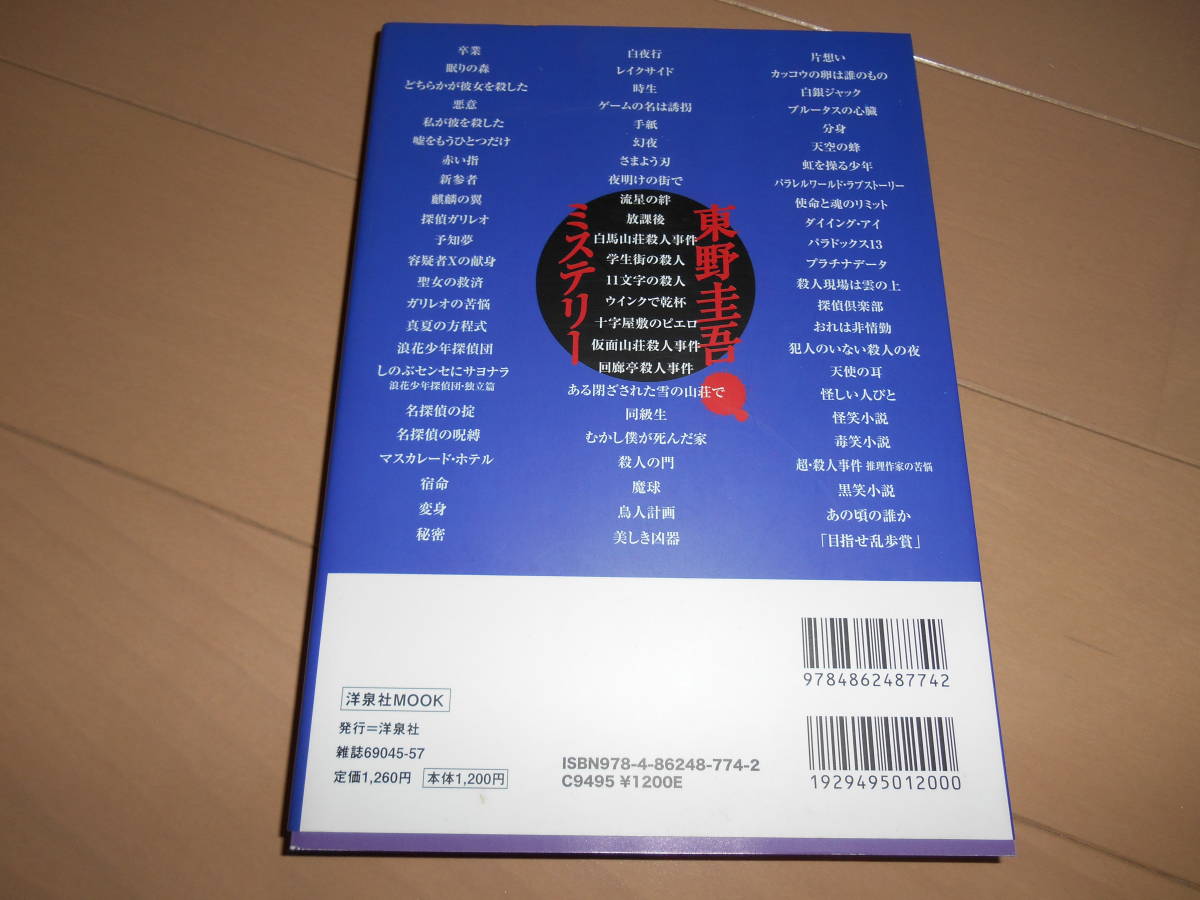 卒業
眠りの森
どちらかが彼女を殺した
悪意
私が彼を殺した
嘘をもうひとつだけ
赤い指
新参者
麒麟の翼
探偵ガリレオ
予知夢
容疑者Xの献身
聖女の救済
ガリレオの苦悩
真夏の方程式
浪花少年探偵団
しのぶセンセにサヨナラ
浪花少年探偵団・独立篇
名探偵の掟
名探偵の呪縛
マスカレード・ホテル
宿命
変身
秘密
白夜行
レイクサイド
時生
ゲームの名は誘拐
手紙
幻夜
さまよう刃
夜明けの街で
流星の絆
放課後
白馬山荘殺人事件
学生街の殺人
11文字の殺人
ウインクで乾杯
十字屋敷のピエロ
仮面山荘殺人事件
回廊亭殺人事件
ある閉ざされた雪の山荘で
同級生
むかし僕が死んだ家
殺人の門
魔球
鳥人計画
美しき凶器
片想い
カッコウの卵は誰のもの
白銀ジャック
ブルータスの心臓
分身
天空の蜂
虹を操る少年
パラレルワールド・ラブストーリー
使命と魂のリミット
ダイイング・アイ
パラドックス13
プラチナデータ
殺人現場は雲の上
探偵倶楽部
おれは非情勤
犯人のいない殺人の夜
天使の耳
怪しい人びと
怪笑小説
毒笑小説
超・殺人事件 推理作家の苦悩
黒笑小説
あの頃の誰か
「目指せ乱歩賞」
東野圭吾
ミステリー
洋泉社MOOK
発行＝洋泉社
雑誌69045-57
定価1,260円 本体1,200円
ISBN978-4-86248-774-2
C9495 ¥1200E
9784862487742
1929495012000